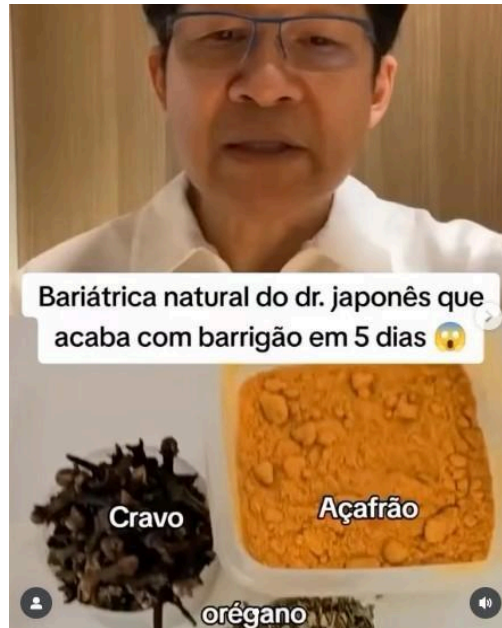 Bariátrica natural do dr. japonês que
acaba com barrigão em 5 dias 😱
Cravo
Açafrão
orégano